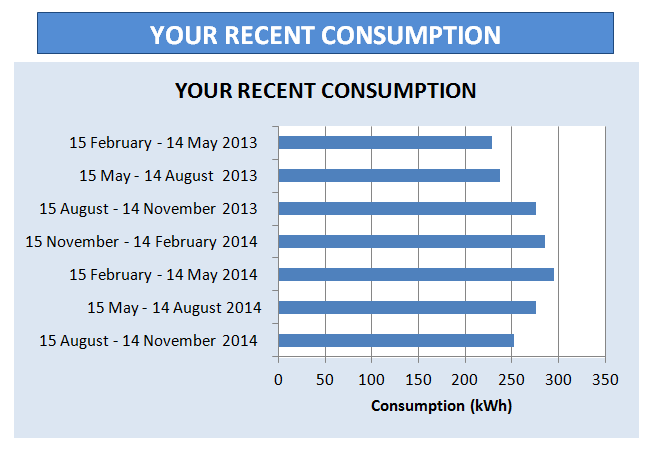 YOUR RECENT CONSUMPTION
YOUR RECENT CONSUMPTION
15 February - 14 May 2013
15 May - 14 August 2013
15 August - 14 November 2013
15 November - 14 February 2014
15 February - 14 May 2014
15 May - 14 August 2014
15 August - 14 November 2014
0 50 100 150 200 250 300 350
Consumption (kWh)